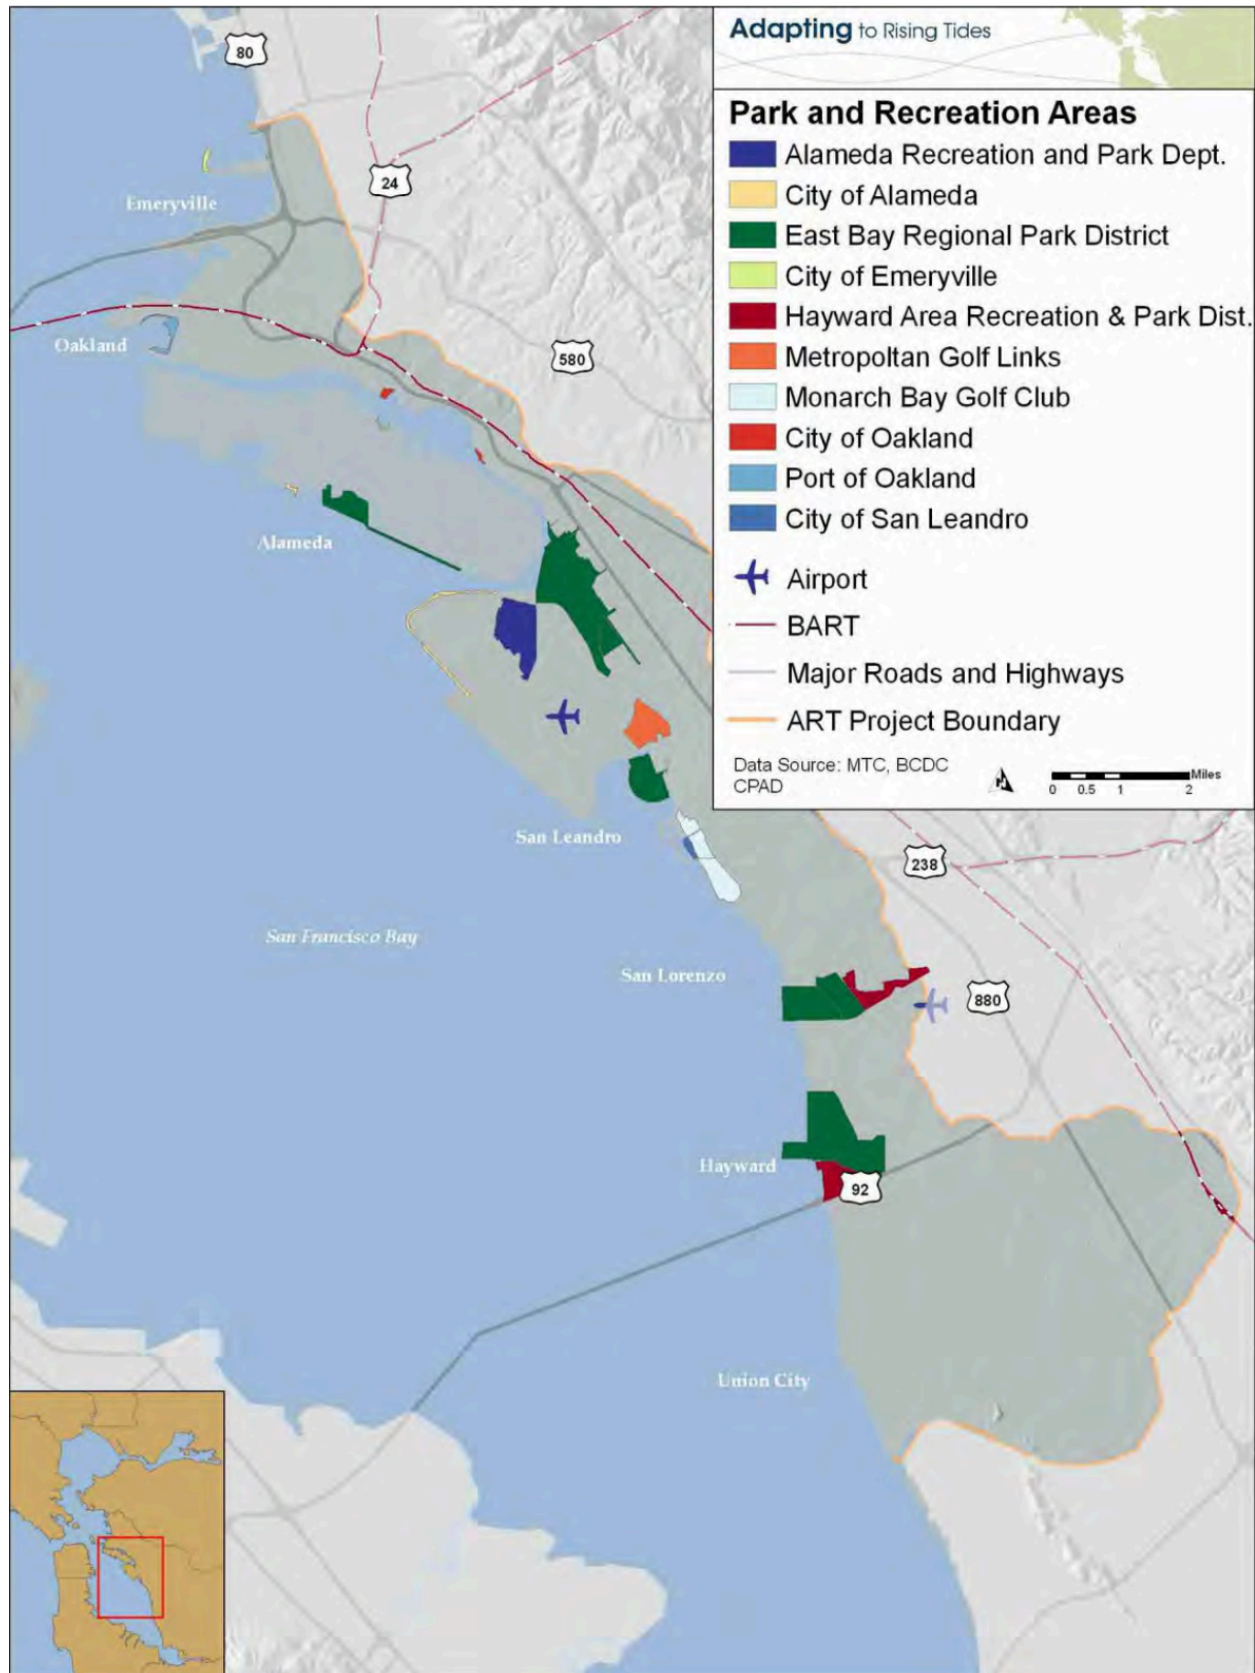 Adapting to Rising Tides
Park and Recreation Areas
Alameda Recreation and Park Dept.
City of Alameda
East Bay Regional Park District
City of Emeryville
Hayward Area Recreation & Park Dist.
Metropoltan Golf Links
Monarch Bay Golf Club
City of Oakland
Port of Oakland
City of San Leandro
Airport
BART
Major Roads and Highways
ART Project Boundary
Data Source: MTC, BCDC
CPAD
N
Miles
0 0.5 1 2
80
24
Emeryville
Oakland
580
Alameda
San Leandro
238
San Francisco Bay
San Lorenzo
880
Hayward
92
Union City